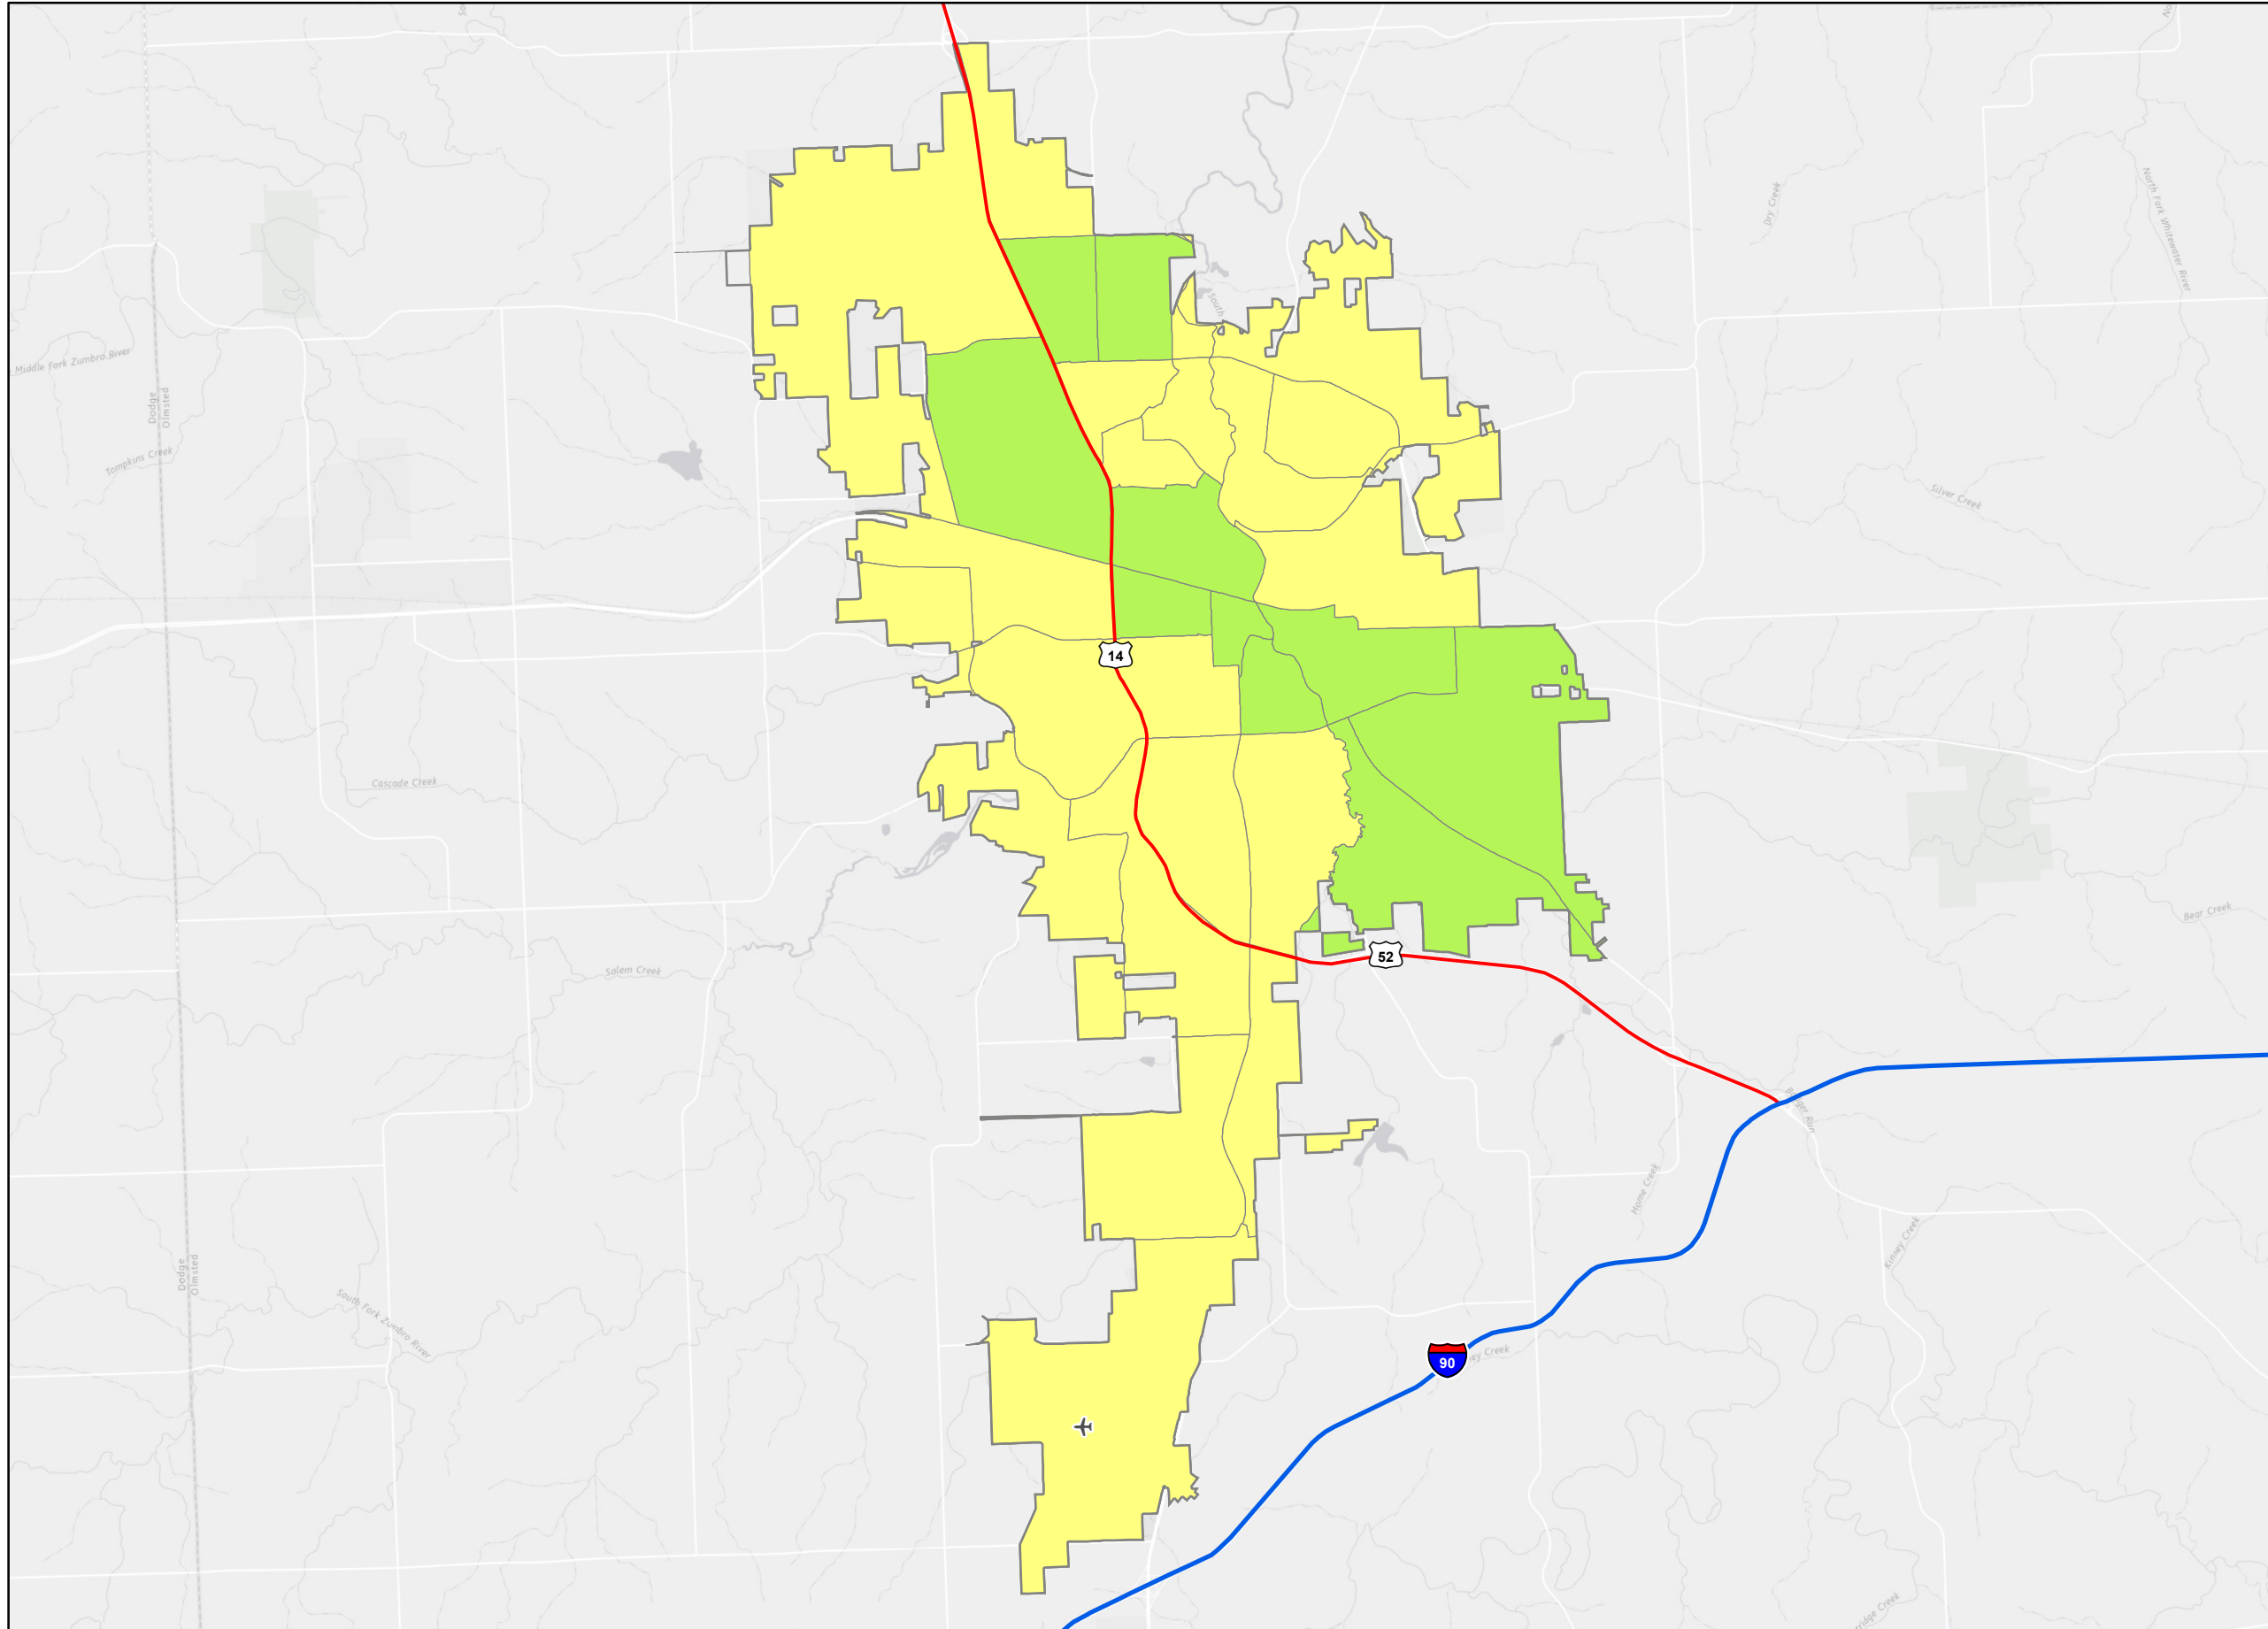 Dry Creek
North Fork Whitewater River
South
Middle Fork Zumbro River
Dodge
Olmsted
Tompkins Creek
Silver Creek
14
Cascade Creek
Bear Creek
52
Salem Creek
Home Creek
Kinney Creek
Dodge
Olmsted
South Fork Zumbro River
90